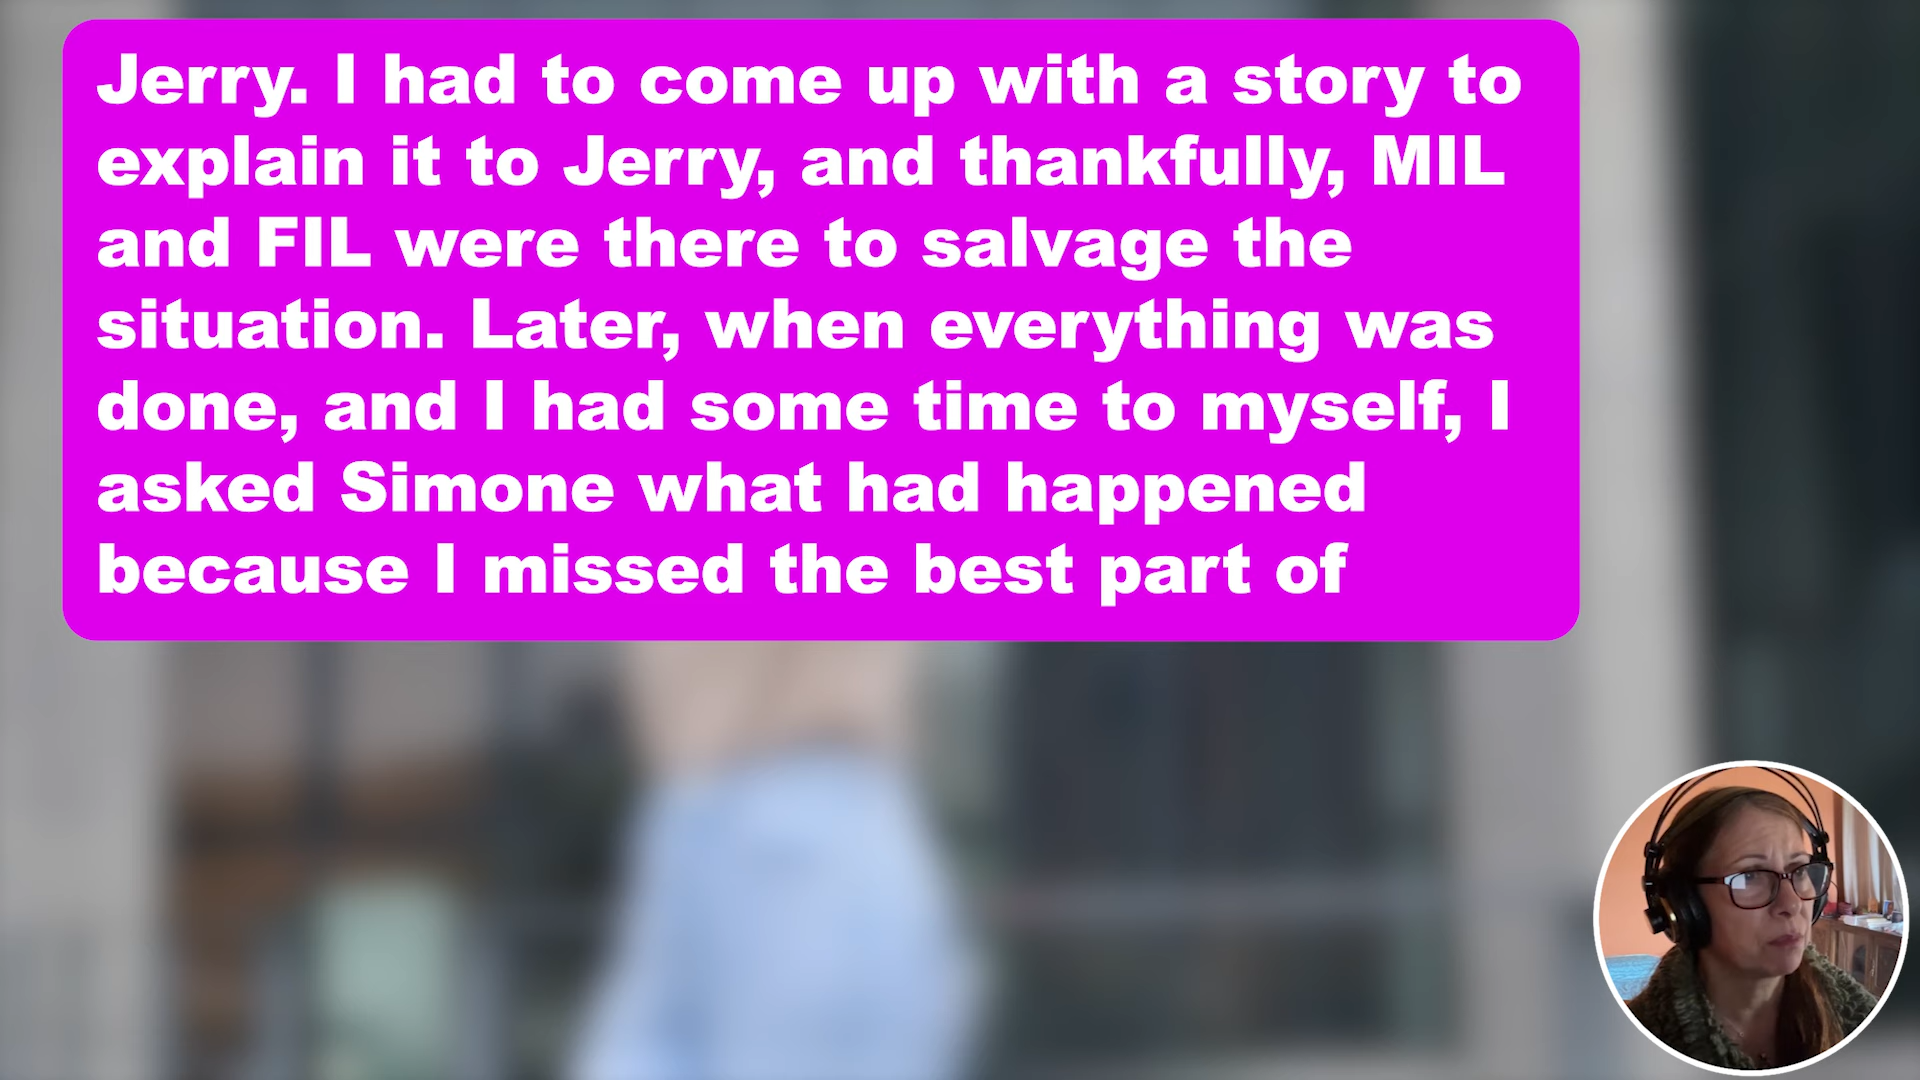 Jerry. I had to come up with a story to
explain it to Jerry, and thankfully, MIL
and FIL were there to salvage the
situation. Later, when everything was
done, and I had some time to myself, I
asked Simone what had happened
because I missed the best part of